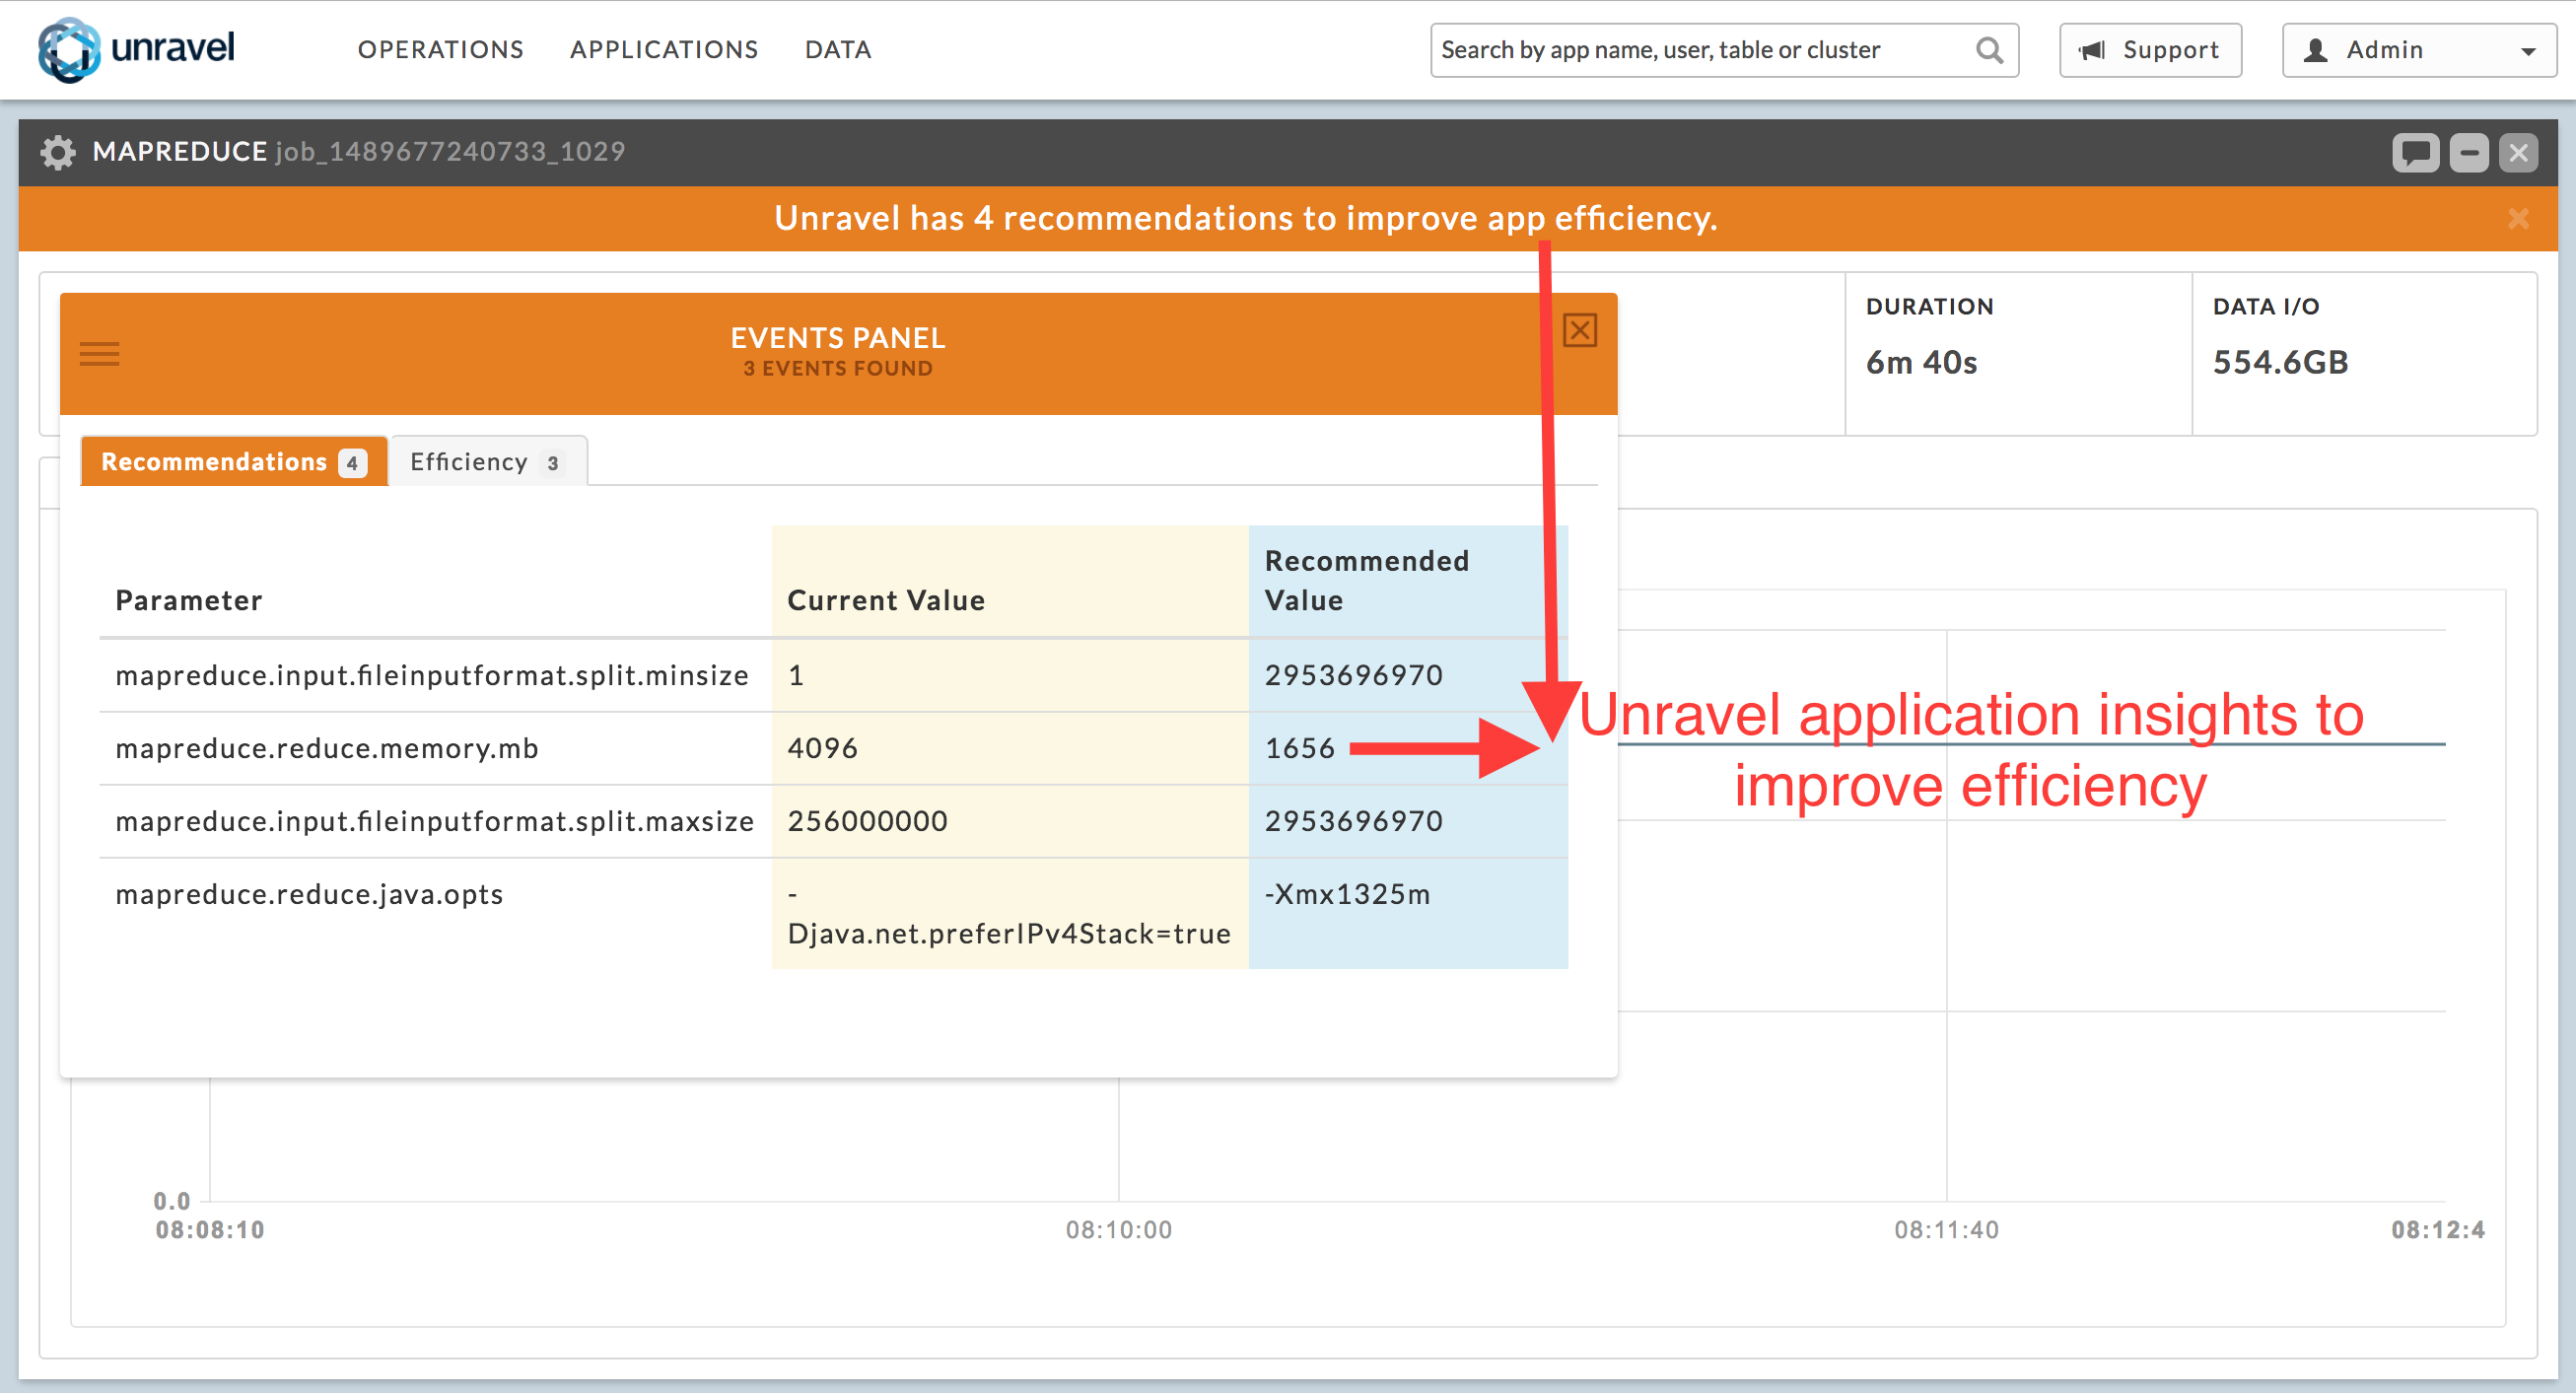 unravel
OPERATIONS APPLICATIONS DATA
Search by app name, user, table or cluster
Support
Admin
MAPREDUCE job_1489677240733_1029
Unravel has 4 recommendations to improve app efficiency.
EVENTS PANEL
3 EVENTS FOUND
DURATION
6m 40s
DATA I/O
554.6GB
Recommendations 4
Efficiency 3
Parameter
Current Value
Recommended
Value
mapreduce.input.fileinputformat.split.minsize 1 2953696970
mapreduce.reduce.memory.mb 4096 1656
mapreduce.input.fileinputformat.split.maxsize 256000000 2953696970
mapreduce.reduce.java.opts - -Xmx1325m
Djava.net.preferIPv4Stack=true
Unravel application insights to
improve efficiency
0.0
08:08:10 08:10:00 08:11:40 08:12:4